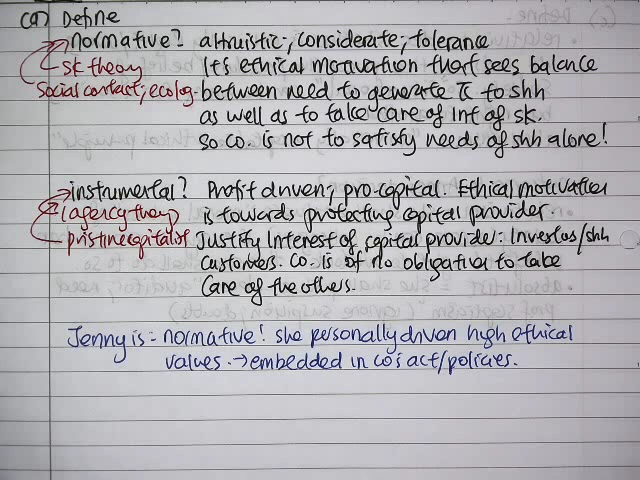 (a) Define
normative? altruistic, considerate, tolerance
sk theory It's ethical motivation that sees balance
social contact; ecolog. between need to generate π to shh
as well as to take care of int of sk.
so co. is not to satisfy needs of shh alone!
instrumental? Profit driven; pro-capital. Ethical motivation
(agency theory is towards protecting capital provider.
pristine capitalist Justify Interest of capital provide: Investors/shh
customers. Co. is of no obligation to take
care of the others.
Jenny is: normative! she personally driven high ethical
values. → embedded in co's act/policies.